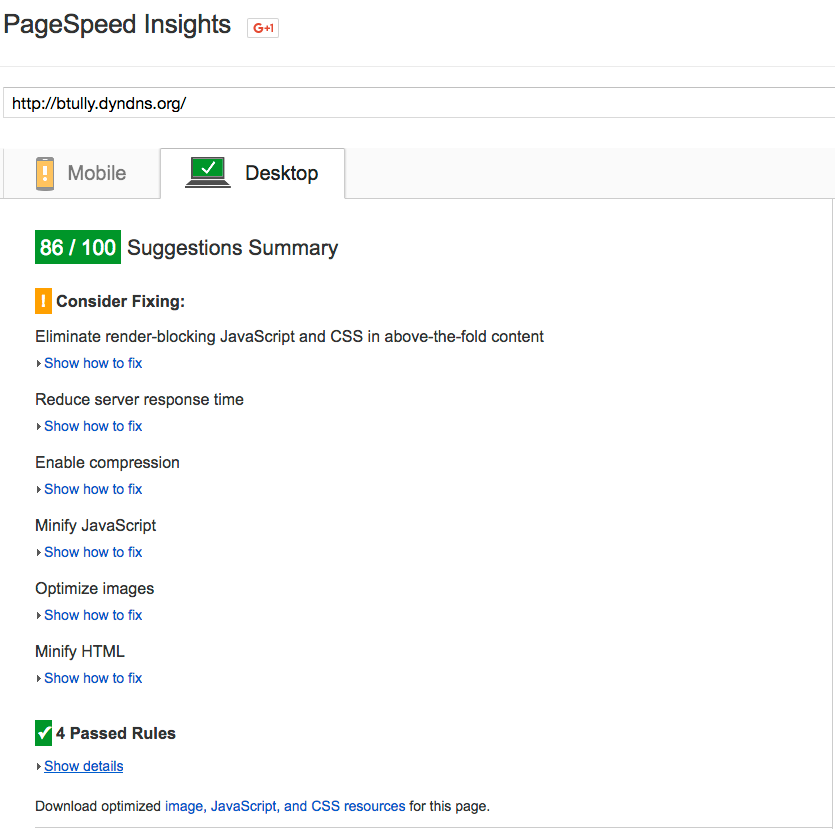 PageSpeed Insights G+1
http://btully.dyndns.org/
Mobile Desktop
86 / 100 Suggestions Summary
! Consider Fixing:
Eliminate render-blocking JavaScript and CSS in above-the-fold content
Show how to fix
Reduce server response time
Show how to fix
Enable compression
Show how to fix
Minify JavaScript
Show how to fix
Optimize images
Show how to fix
Minify HTML
Show how to fix
4 Passed Rules
Show details
Download optimized image, JavaScript, and CSS resources for this page.